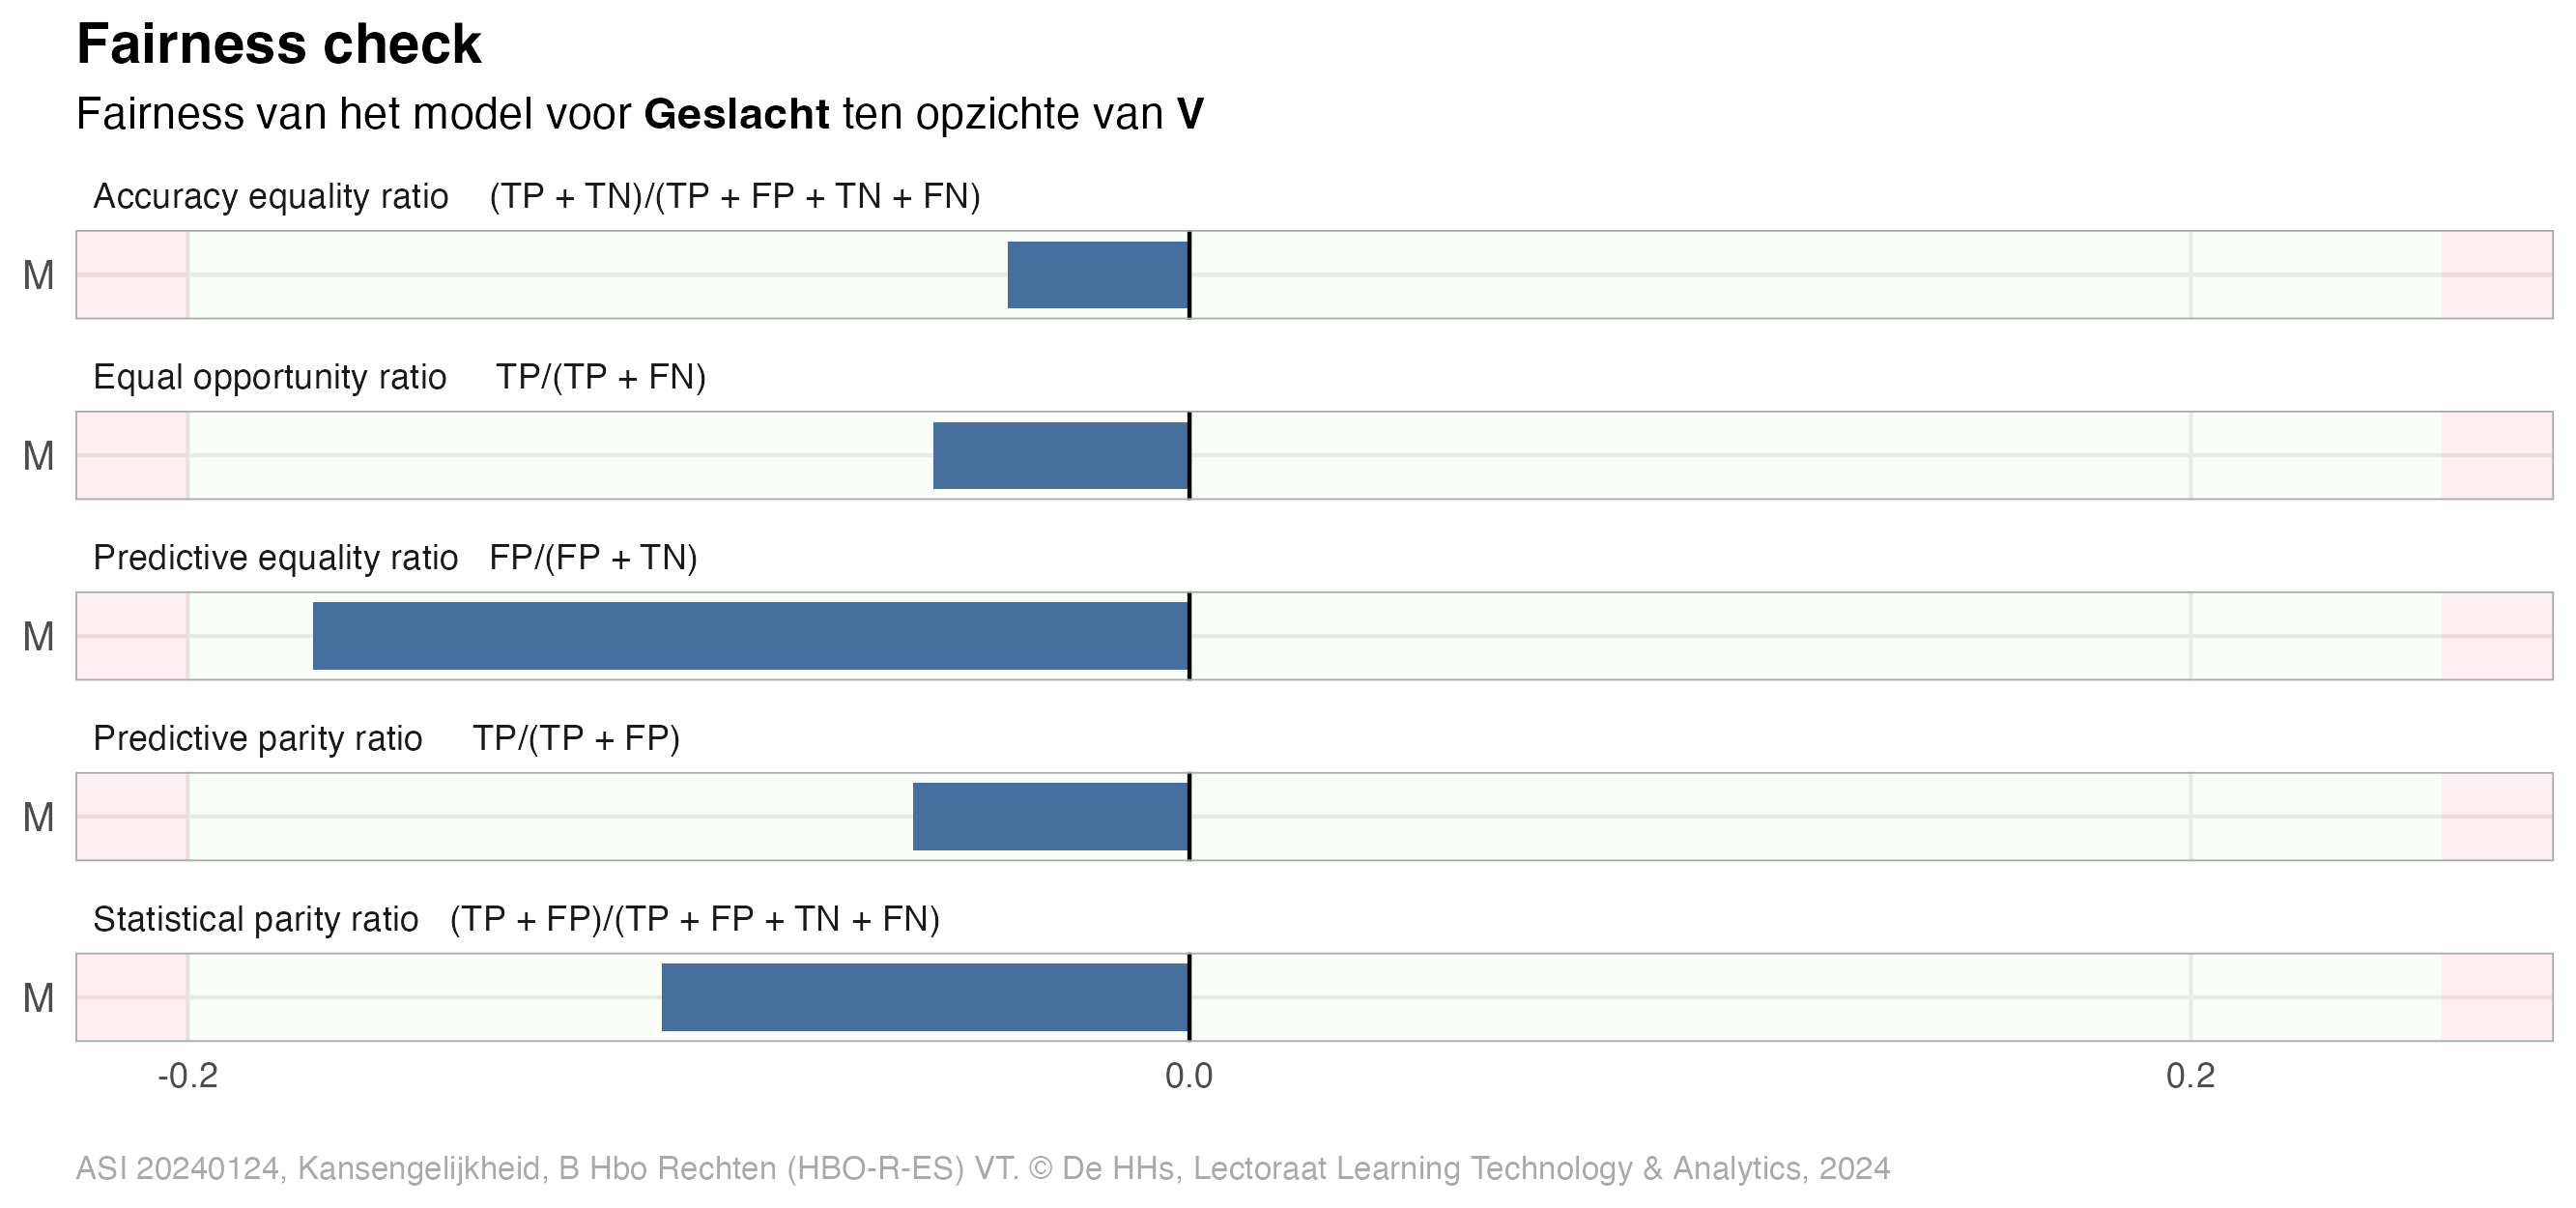 Fairness check
Fairness van het model voor Geslacht ten opzichte van V
Accuracy equality ratio (TP + TN)/(TP + FP + TN + FN)
M
Equal opportunity ratio TP/(TP + FN)
M
Predictive equality ratio FP/(FP + TN)
M
Predictive parity ratio TP/(TP + FP)
M
Statistical parity ratio (TP + FP)/(TP + FP + TN + FN)
M
-0.2 0.0 0.2
ASI 20240124, Kansengelijkheid, B Hbo Rechten (HBO-R-ES) VT. © De HHs, Lectoraat Learning Technology & Analytics, 2024